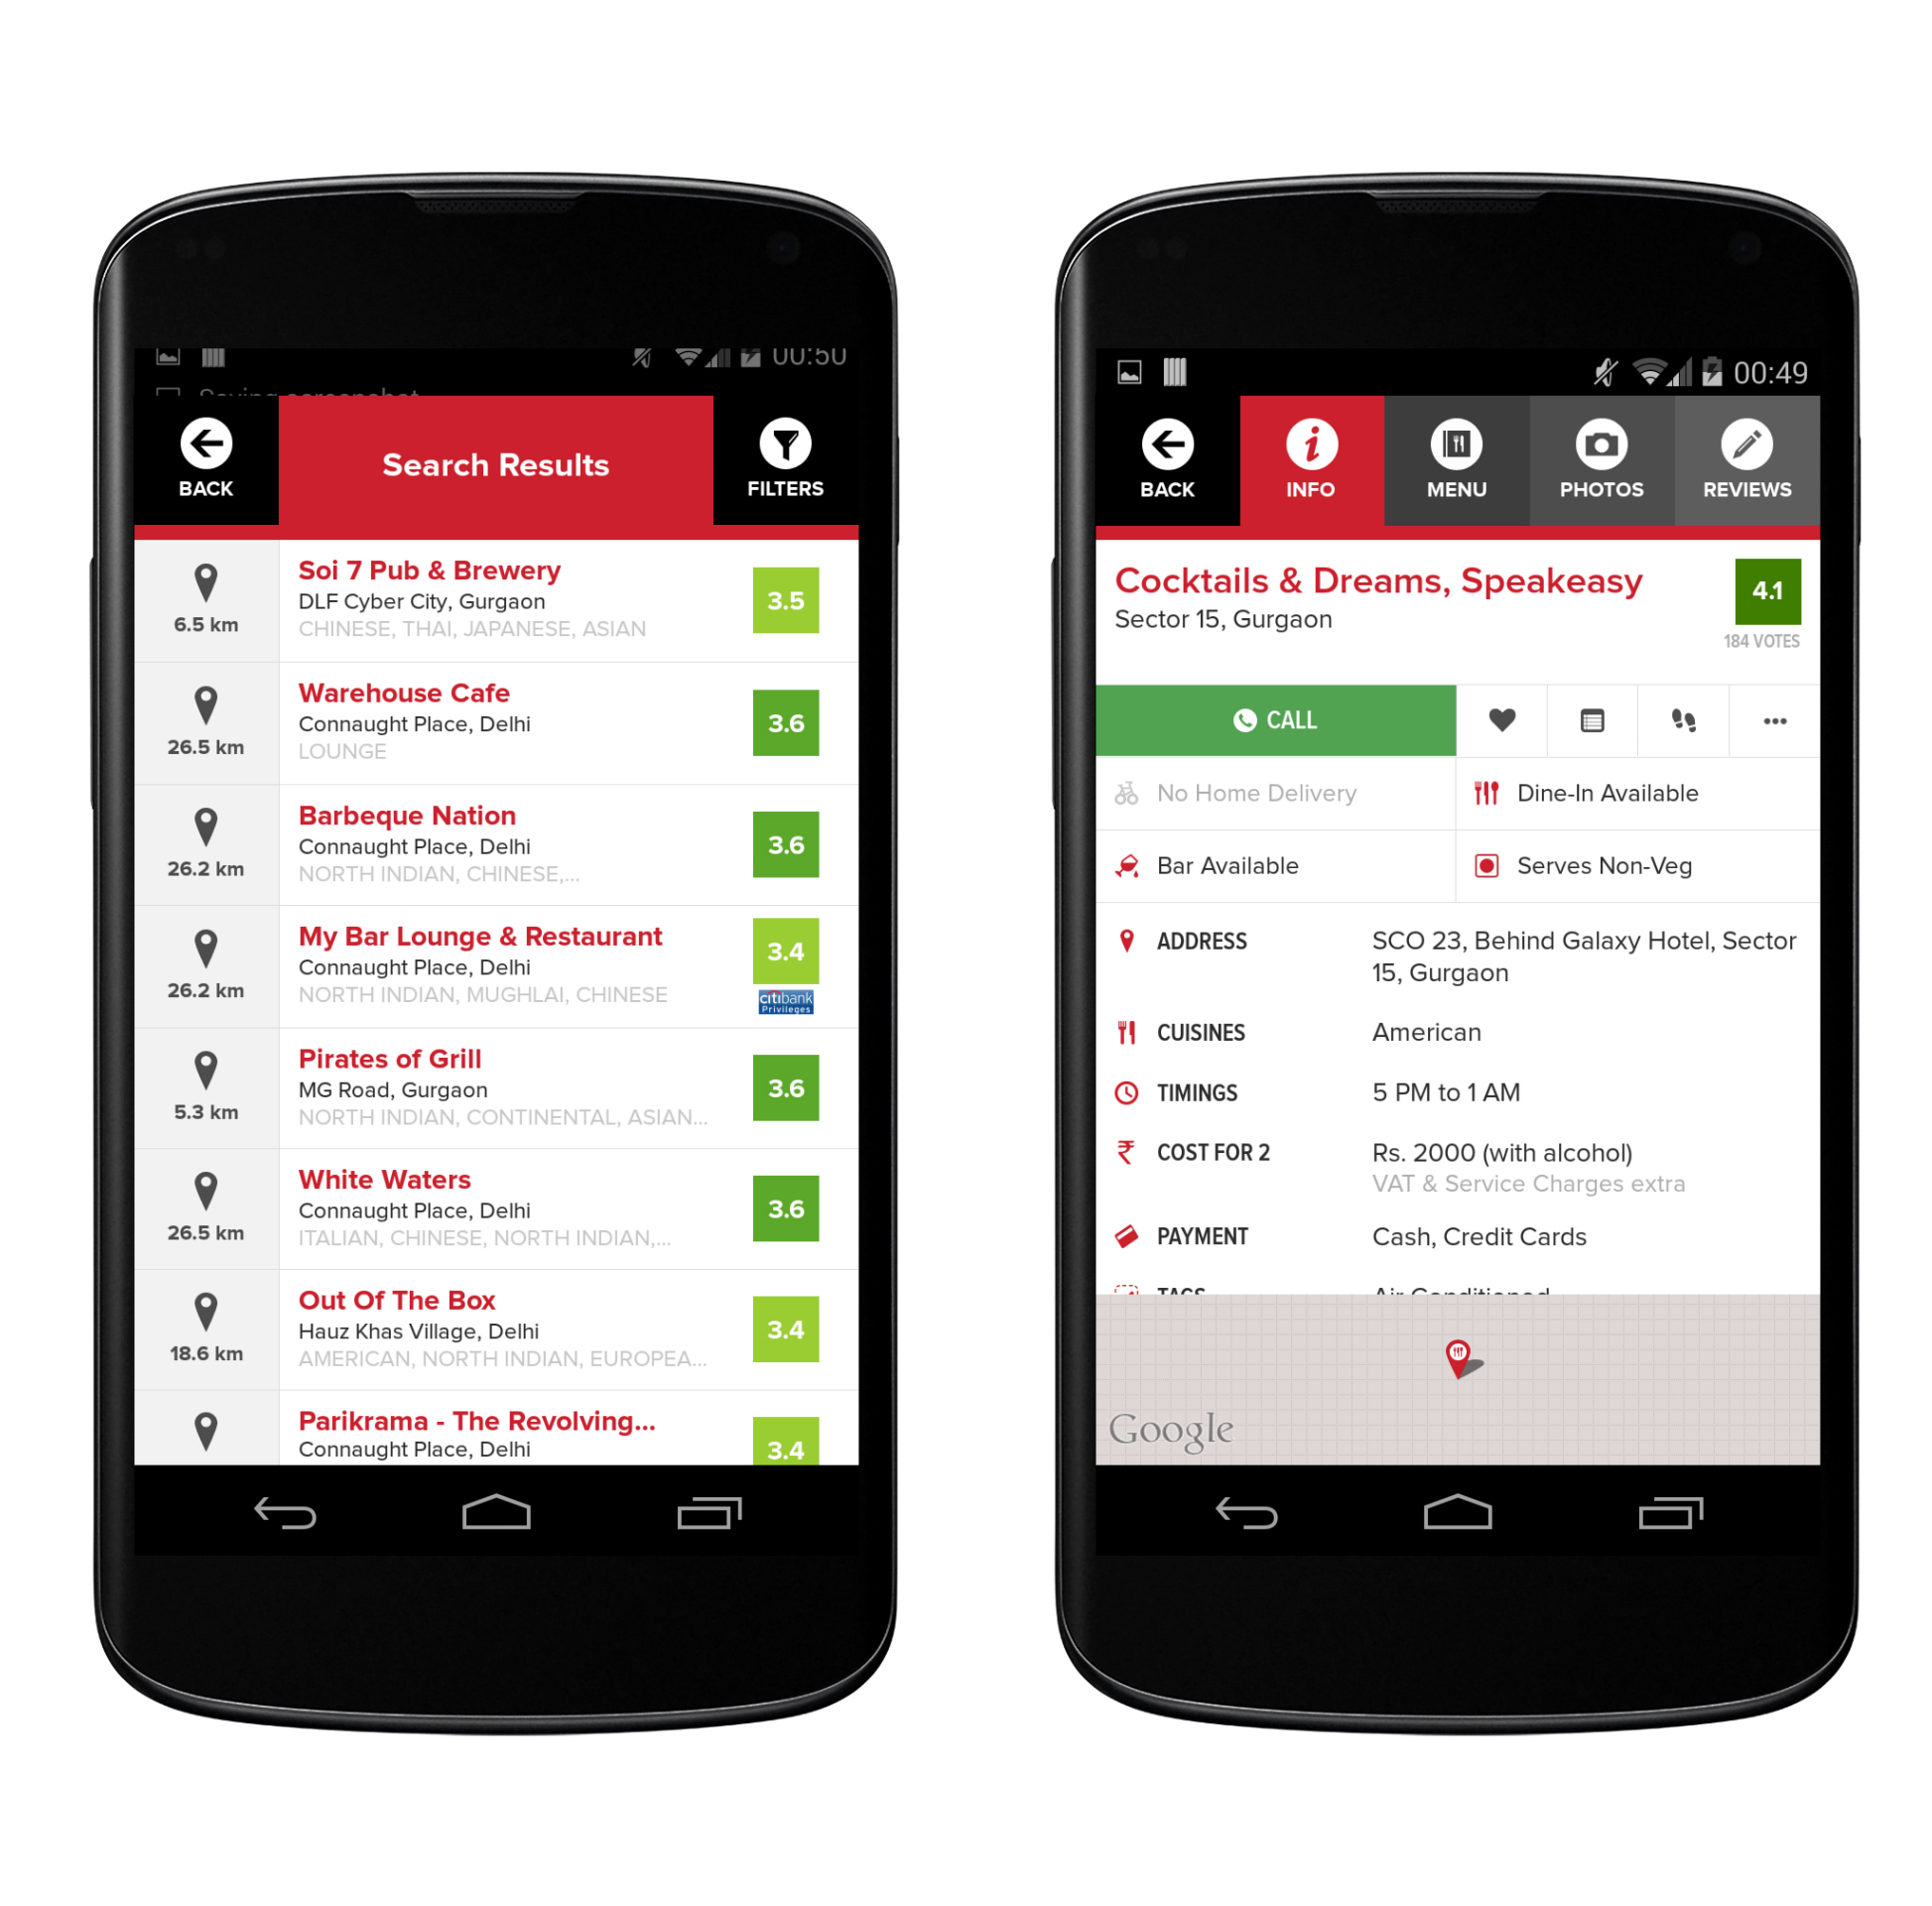 00:50
Saving screenshot...
BACK
Search Results
FILTERS
6.5 km
Soi 7 Pub & Brewery
DLF Cyber City, Gurgaon
CHINESE, THAI, JAPANESE, ASIAN
3.5
26.5 km
Warehouse Cafe
Connaught Place, Delhi
LOUNGE
3.6
26.2 km
Barbeque Nation
Connaught Place, Delhi
NORTH INDIAN, CHINESE,...
3.6
26.2 km
My Bar Lounge & Restaurant
Connaught Place, Delhi
NORTH INDIAN, MUGHLAI, CHINESE
3.4
citibank
Privileges
5.3 km
Pirates of Grill
MG Road, Gurgaon
NORTH INDIAN, CONTINENTAL, ASIAN...
3.6
26.5 km
White Waters
Connaught Place, Delhi
ITALIAN, CHINESE, NORTH INDIAN,...
3.6
18.6 km
Out Of The Box
Hauz Khas Village, Delhi
AMERICAN, NORTH INDIAN, EUROPEA...
3.4
Parikrama - The Revolving...
Connaught Place, Delhi
3.4
00:49
BACK
INFO
MENU
PHOTOS
REVIEWS
Cocktails & Dreams, Speakeasy
Sector 15, Gurgaon
4.1
184 VOTES
CALL
No Home Delivery
Dine-In Available
Bar Available
Serves Non-Veg
ADDRESS
SCO 23, Behind Galaxy Hotel, Sector
15, Gurgaon
CUISINES
American
TIMINGS
5 PM to 1 AM
COST FOR 2
Rs. 2000 (with alcohol)
VAT & Service Charges extra
PAYMENT
Cash, Credit Cards
TAGS
Air Conditioned
Google